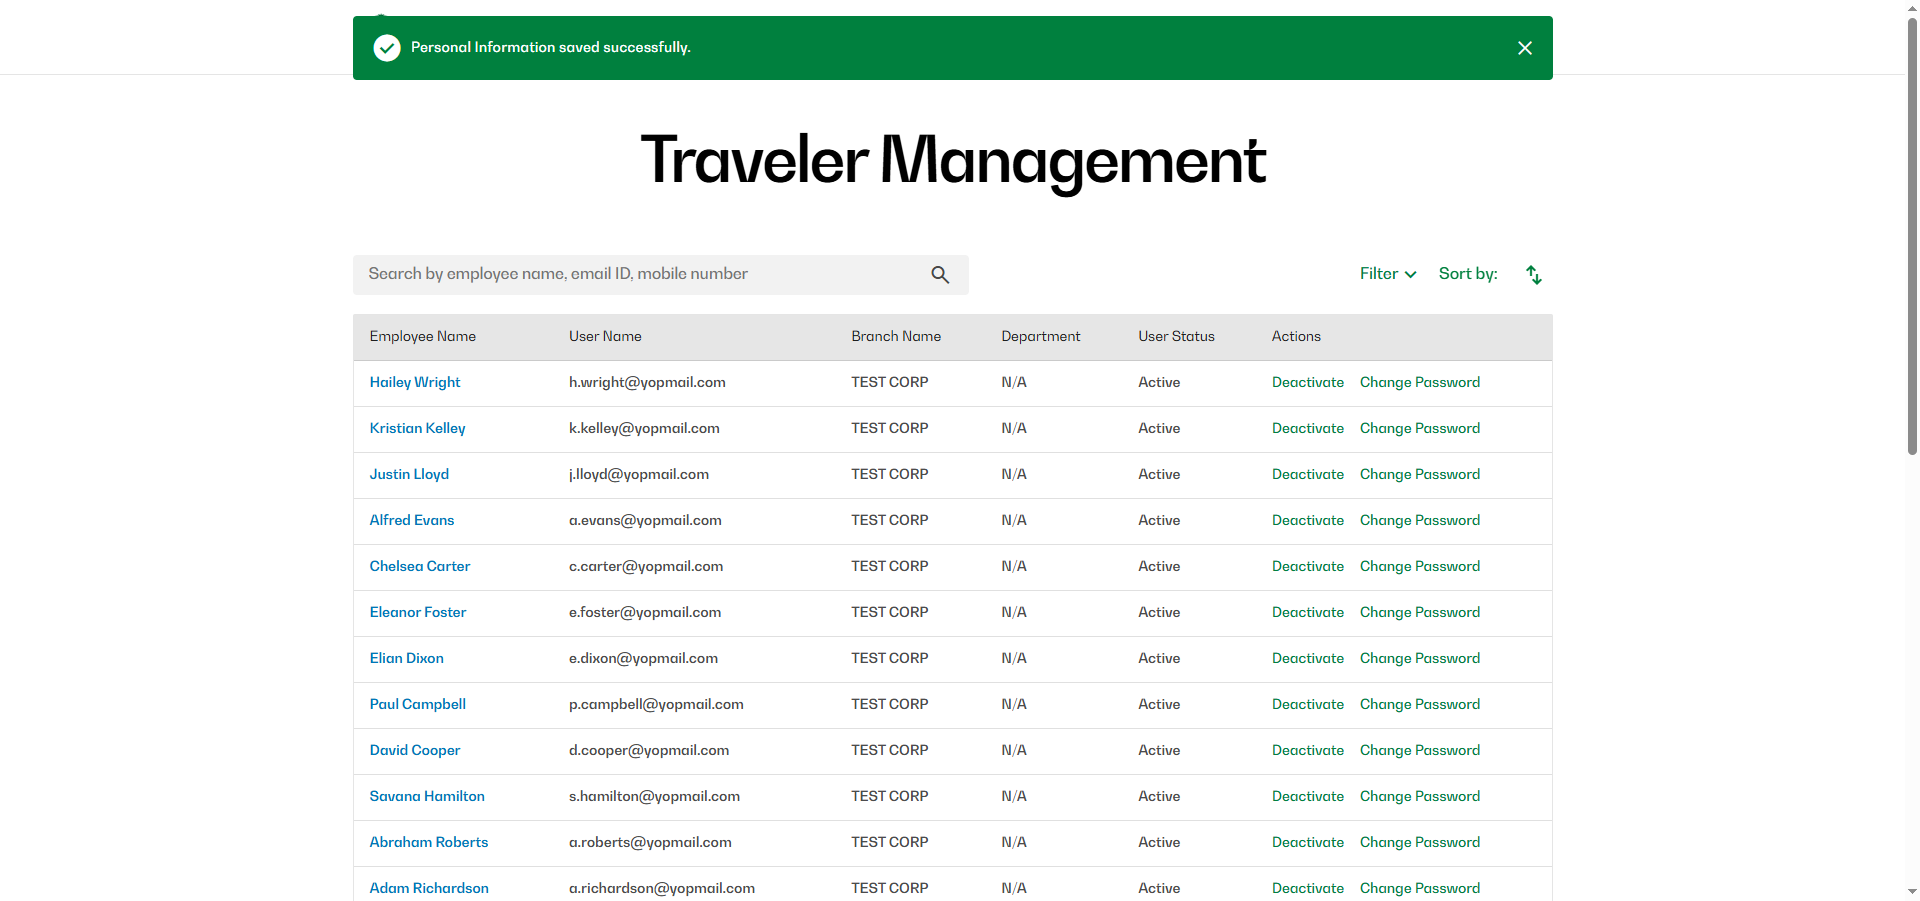 Personal Information saved successfully.
Traveler Management
Search by employee name, email ID, mobile number
Filter Sort by:
Employee Name User Name Branch Name Department User Status Actions
Hailey Wright h.wright@yopmail.com TEST CORP N/A Active Deactivate Change Password
Kristian Kelley k.kelley@yopmail.com TEST CORP N/A Active Deactivate Change Password
Justin Lloyd j.lloyd@yopmail.com TEST CORP N/A Active Deactivate Change Password
Alfred Evans a.evans@yopmail.com TEST CORP N/A Active Deactivate Change Password
Chelsea Carter c.carter@yopmail.com TEST CORP N/A Active Deactivate Change Password
Eleanor Foster e.foster@yopmail.com TEST CORP N/A Active Deactivate Change Password
Elian Dixon e.dixon@yopmail.com TEST CORP N/A Active Deactivate Change Password
Paul Campbell p.campbell@yopmail.com TEST CORP N/A Active Deactivate Change Password
David Cooper d.cooper@yopmail.com TEST CORP N/A Active Deactivate Change Password
Savana Hamilton s.hamilton@yopmail.com TEST CORP N/A Active Deactivate Change Password
Abraham Roberts a.roberts@yopmail.com TEST CORP N/A Active Deactivate Change Password
Adam Richardson a.richardson@yopmail.com TEST CORP N/A Active Deactivate Change Password